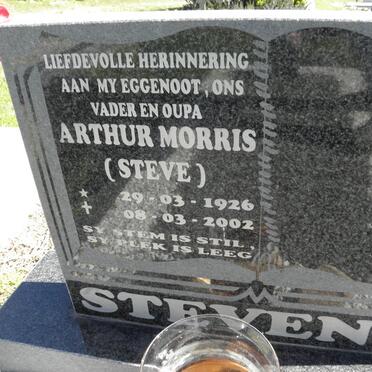 LIEFDEVOLLE HERINNERING
AAN MY EGGENOOT, ONS
VADER EN OUPA
ARTHUR MORRIS
(STEVE)
29-03-1926
08-03-2002
SY STEM IS STIL,
SY PLEK IS LEEG
STEVEN